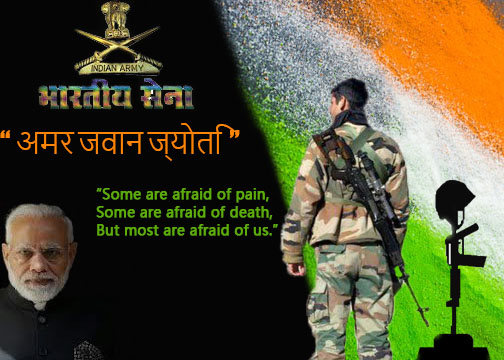 INDIAN ARMY
भारतीय सेना
“ अमर जवान ज्योति ”
"Some are afraid of pain,
Some are afraid of death,
But most are afraid of us."